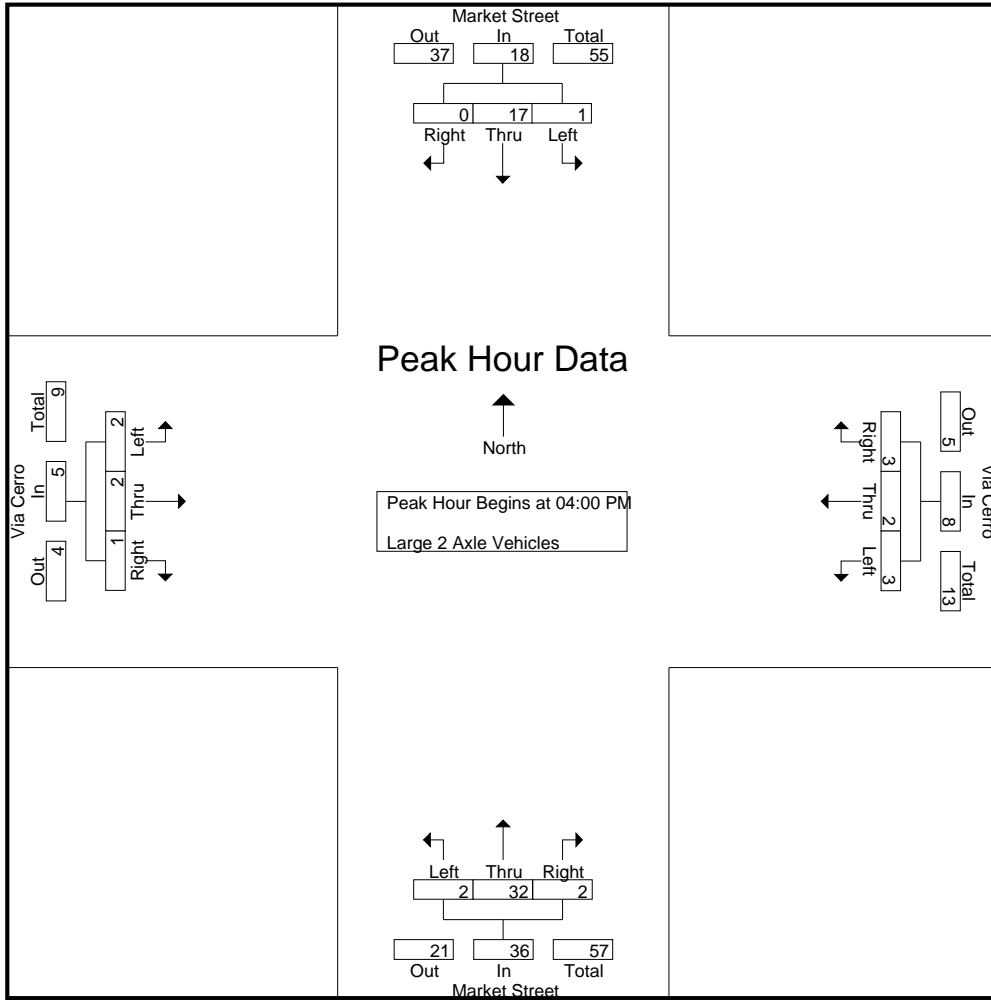 Market Street
Out In Total
37 18 55
0 17 1
Right Thru Left
Peak Hour Data
North
Peak Hour Begins at 04:00 PM
Large 2 Axle Vehicles
Via Cerro
Total In Out
9 5 4
2 2 1
Left Thru Right
Via Cerro
Out In Total
5 8 13
3 2 3
Right Thru Left
Left Thru Right
2 32 2
21 36 57
Out In Total
Market Street